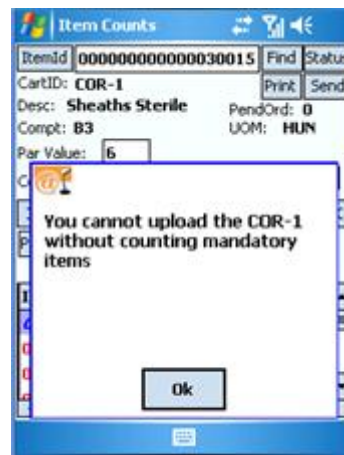 Item Counts
ItemId 000000000000030015 Find Status
CartID: COR-1 Print Send
Desc: Sheaths Sterile PendOrd: 0
Compt: B3 UOM: HUN
Par Value: 6
You cannot upload the COR-1
without counting mandatory
items
Ok